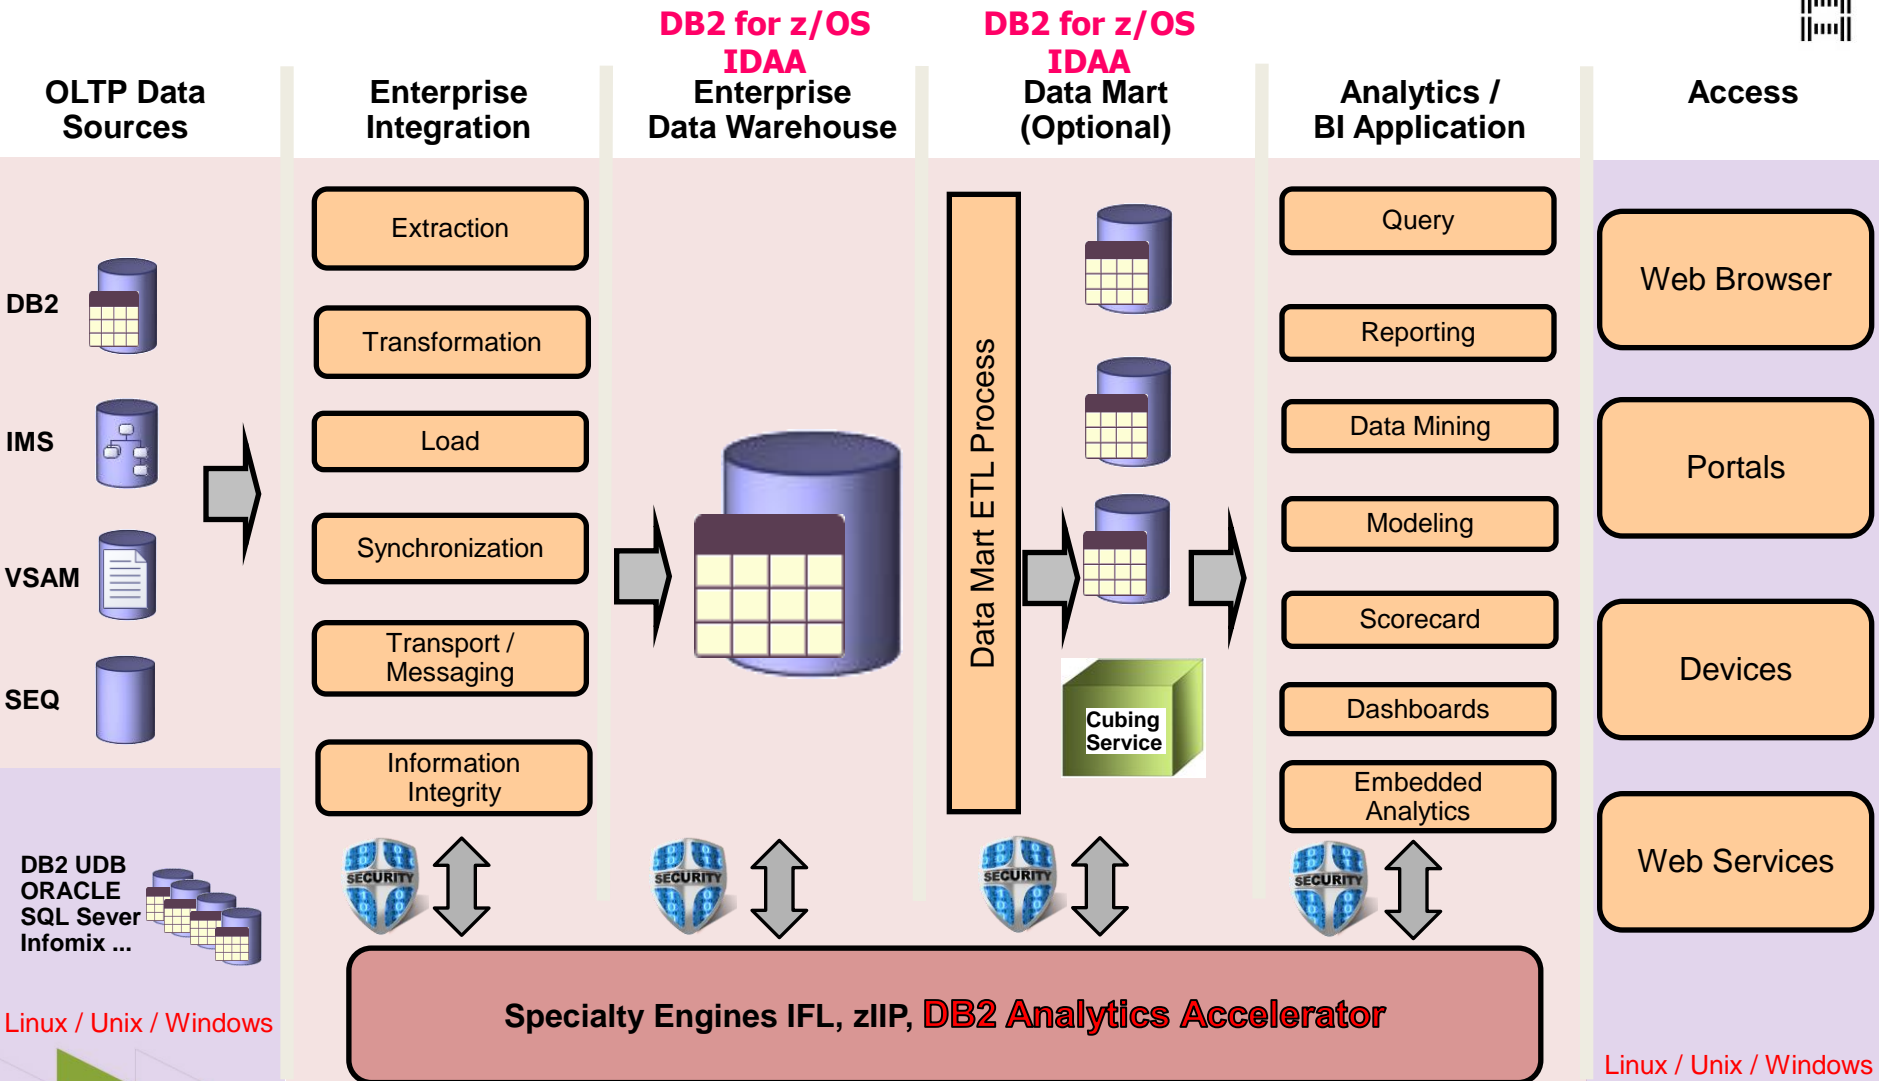 DB2 for z/OS
IDAA
DB2 for z/OS
IDAA
OLTP Data
Sources
Enterprise
Integration
Enterprise
Data Warehouse
Data Mart
(Optional)
Analytics /
BI Application
Access
DB2
IMS
VSAM
SEQ
DB2 UDB
ORACLE
SQL Sever
Infomix ...
Linux / Unix / Windows
Extraction
Transformation
Load
Synchronization
Transport /
Messaging
Information
Integrity
SECURITY
SECURITY
Data Mart ETL Process
Cubing
Service
SECURITY
Query
Reporting
Data Mining
Modeling
Scorecard
Dashboards
Embedded
Analytics
SECURITY
Web Browser
Portals
Devices
Web Services
Specialty Engines IFL, zIIP, DB2 Analytics Accelerator
Linux / Unix / Windows